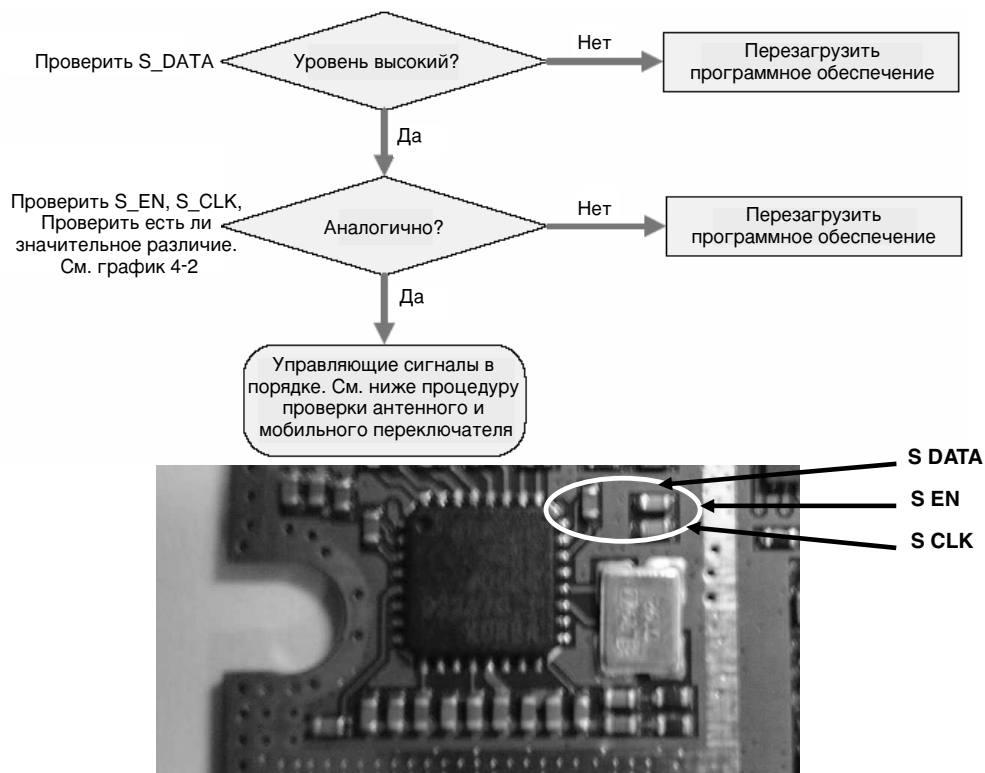 Проверить S_DATA
Уровень высокий?
Нет
Перезагрузить
программное обеспечение
Да
Проверить S_EN, S_CLK,
Проверить есть ли
значительное различие.
См. график 4-2
Аналогично?
Нет
Перезагрузить
программное обеспечение
Да
Управляющие сигналы в
порядке. См. ниже процедуру
проверки антенного и
мобильного переключателя
S DATA
S EN
S CLK